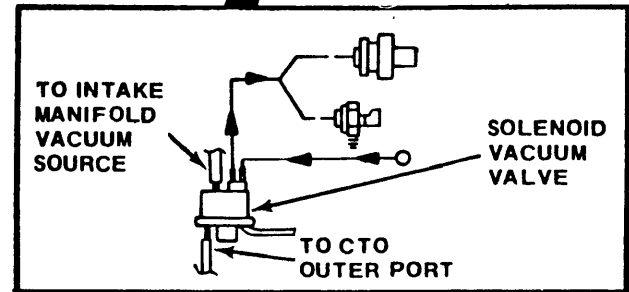 TO INTAKE
MANIFOLD
VACUUM
SOURCE
SOLENOID
VACUUM
VALVE
TO CTO
OUTER PORT